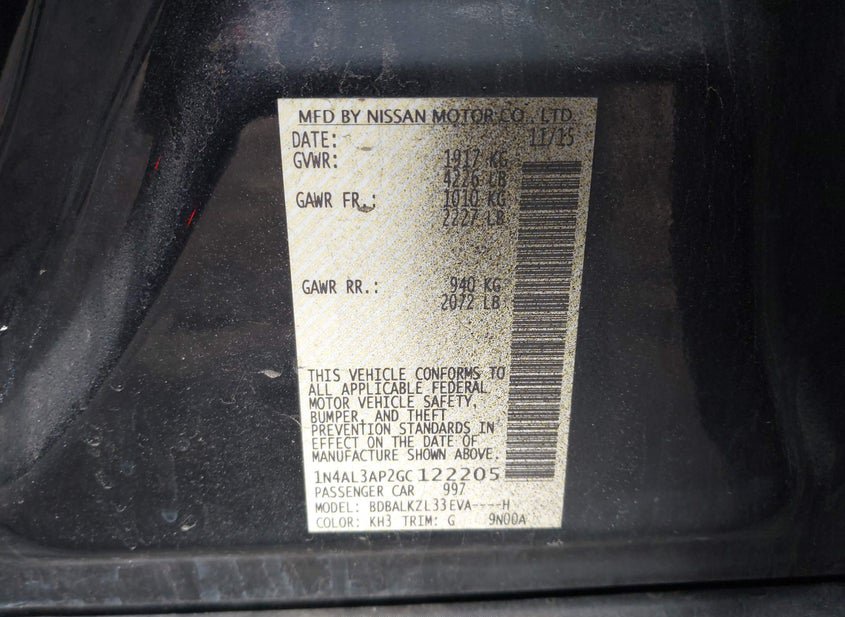 MFD BY NISSAN MOTOR CO., LTD.
DATE: 11/15
GVWR: 1917 KG
4226 LB
GAWR FR.: 1010 KG
2227 LB
GAWR RR.: 940 KG
2072 LB
THIS VEHICLE CONFORMS TO
ALL APPLICABLE FEDERAL
MOTOR VEHICLE SAFETY,
BUMPER, AND THEFT
PREVENTION STANDARDS IN
EFFECT ON THE DATE OF
MANUFACTURE SHOWN ABOVE.
1N4AL3AP2GC122205
PASSENGER CAR 997
MODEL: BDBALKZL33EVA----H
COLOR: KH3 TRIM: G 9N00A